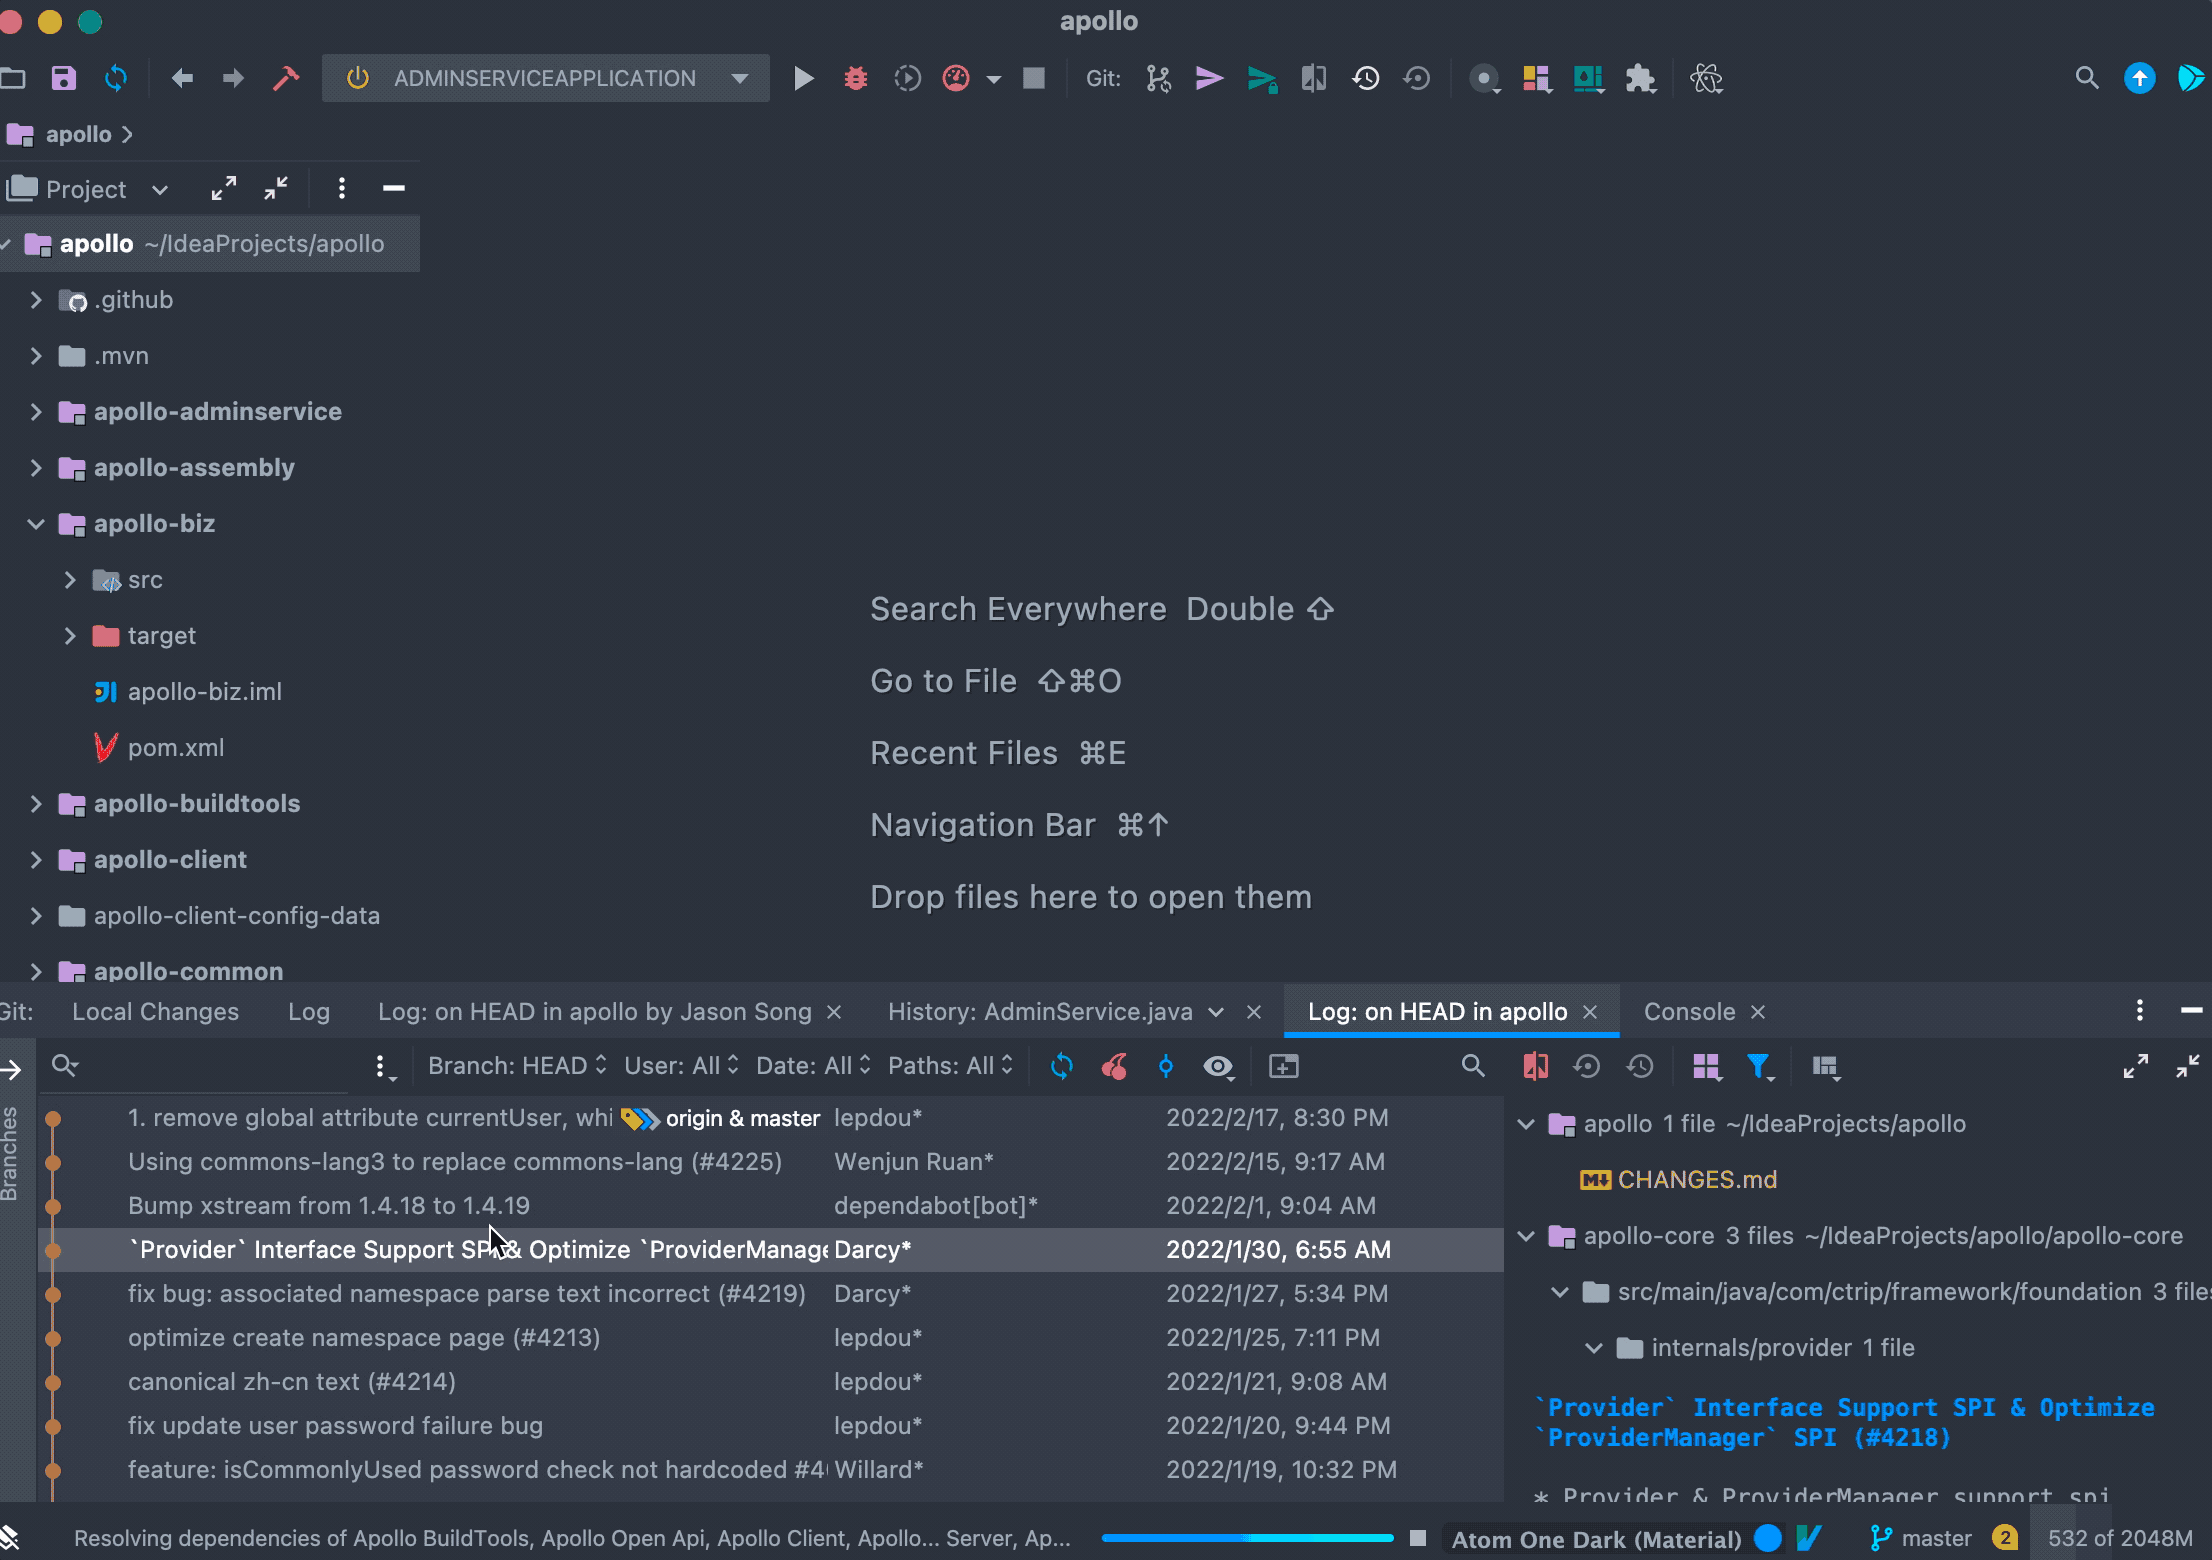 apollo
ADMINSERVICEAPPLICATION
Git:
apollo
Project
apollo ~/IdeaProjects/apollo
.github
.mvn
apollo-adminservice
apollo-assembly
apollo-biz
src
target
apollo-biz.iml
pom.xml
apollo-buildtools
apollo-client
apollo-client-config-data
apollo-common
Search Everywhere Double ⇧
Go to File ⇧⌘O
Recent Files ⌘E
Navigation Bar ⌘↑
Drop files here to open them
Git: Local Changes Log Log: on HEAD in apollo by Jason Song History: AdminService.java Log: on HEAD in apollo Console
Branches
Branch: HEAD User: All Date: All Paths: All
1. remove global attribute currentUser, whi origin & master lepdou* 2022/2/17, 8:30 PM
Using commons-lang3 to replace commons-lang (#4225) Wenjun Ruan* 2022/2/15, 9:17 AM
Bump xstream from 1.4.18 to 1.4.19 dependabot[bot]* 2022/2/1, 9:04 AM
`Provider` Interface Support SPI & Optimize `ProviderManage Darcy* 2022/1/30, 6:55 AM
fix bug: associated namespace parse text incorrect (#4219) Darcy* 2022/1/27, 5:34 PM
optimize create namespace page (#4213) lepdou* 2022/1/25, 7:11 PM
canonical zh-cn text (#4214) lepdou* 2022/1/21, 9:08 AM
fix update user password failure bug lepdou* 2022/1/20, 9:44 PM
feature: isCommonlyUsed password check not hardcoded #4 Willard* 2022/1/19, 10:32 PM
apollo 1 file ~/IdeaProjects/apollo
CHANGES.md
apollo-core 3 files ~/IdeaProjects/apollo/apollo-core
src/main/java/com/ctrip/framework/foundation 3 files
internals/provider 1 file
`Provider` Interface Support SPI & Optimize
`ProviderManager` SPI (#4218)
* Provider & ProviderManager support spi
Resolving dependencies of Apollo BuildTools, Apollo Open Api, Apollo Client, Apollo... Server, Ap... Atom One Dark (Material) master 2 532 of 2048M